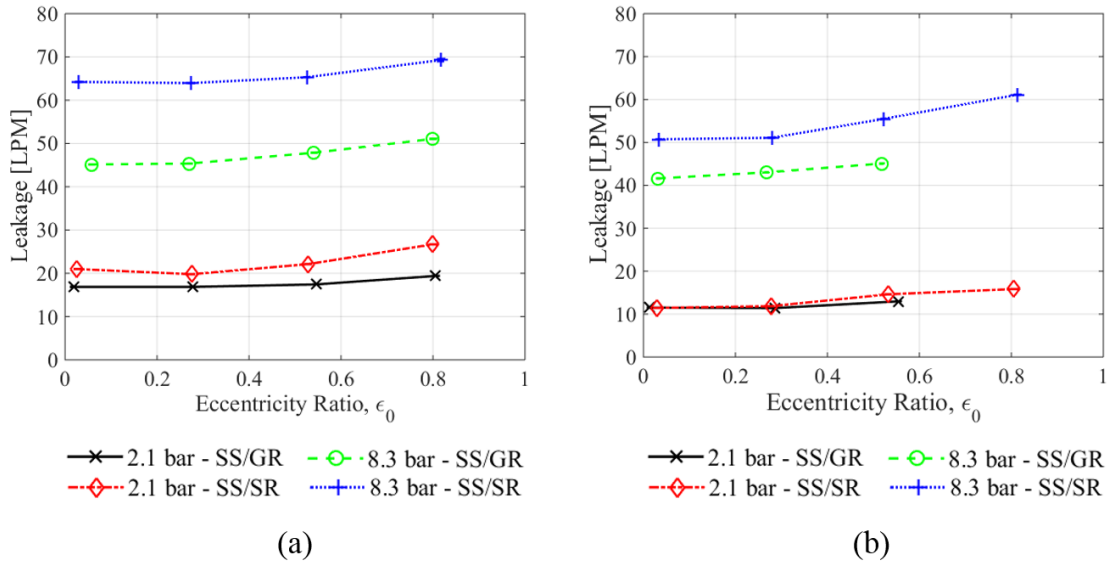 80
70
60
50
40
30
20
10
0
Leakage [LPM]
0 0.2 0.4 0.6 0.8 1
Eccentricity Ratio, ϵ0
2.1 bar - SS/GR 8.3 bar - SS/GR
2.1 bar - SS/SR 8.3 bar - SS/SR
(a)
80
70
60
50
40
30
20
10
0
Leakage [LPM]
0 0.2 0.4 0.6 0.8 1
Eccentricity Ratio, ϵ0
2.1 bar - SS/GR 8.3 bar - SS/GR
2.1 bar - SS/SR 8.3 bar - SS/SR
(b)